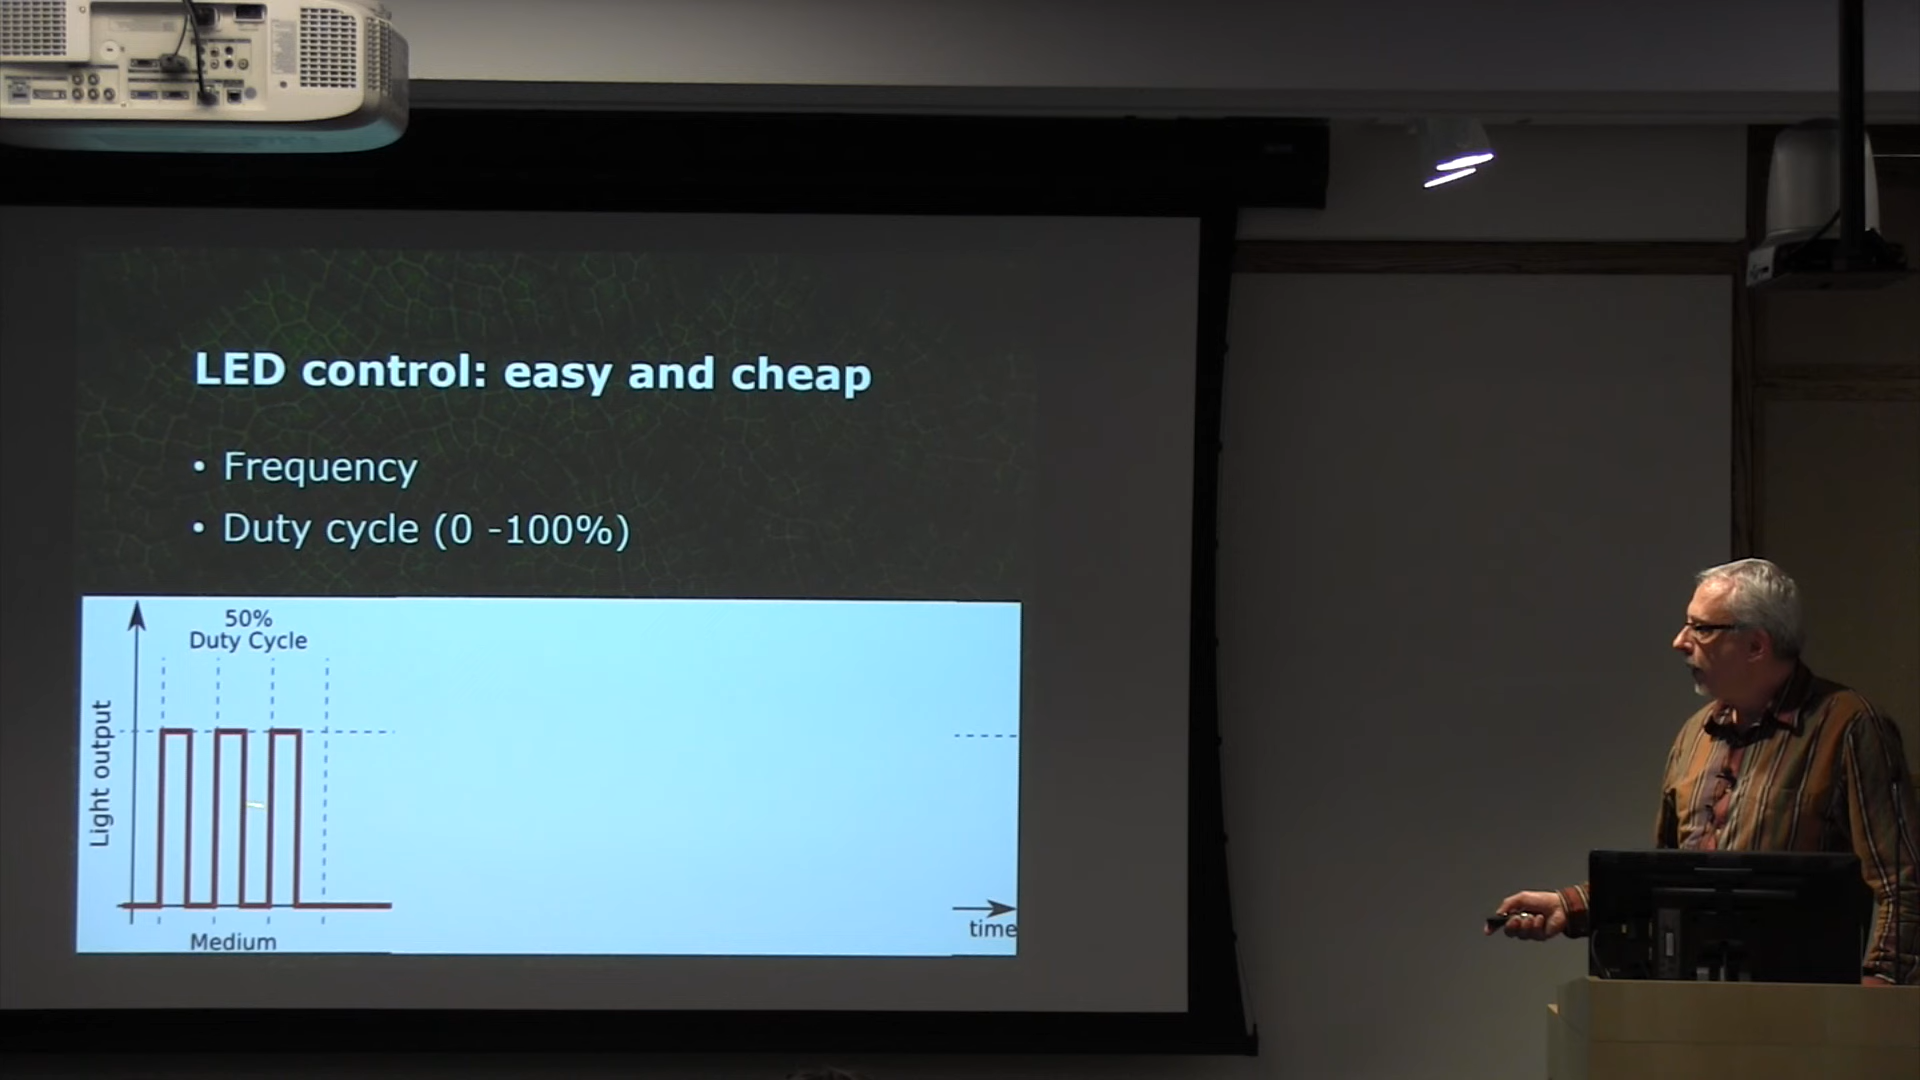 LED control: easy and cheap
• Frequency
• Duty cycle (0 -100%)
50%
Duty Cycle
Light output
time
Medium